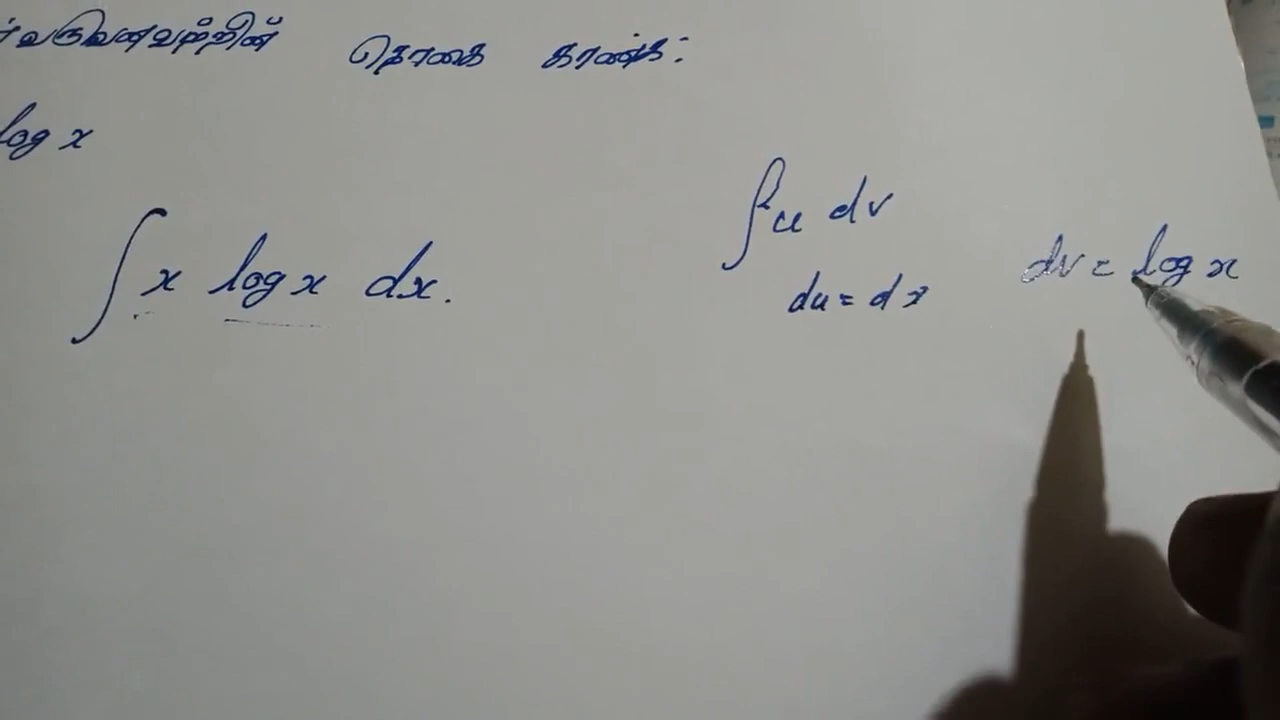 தொகை காண்க:
log x
∫ x log x dx.
∫ u dv
du = dx
dv = log x